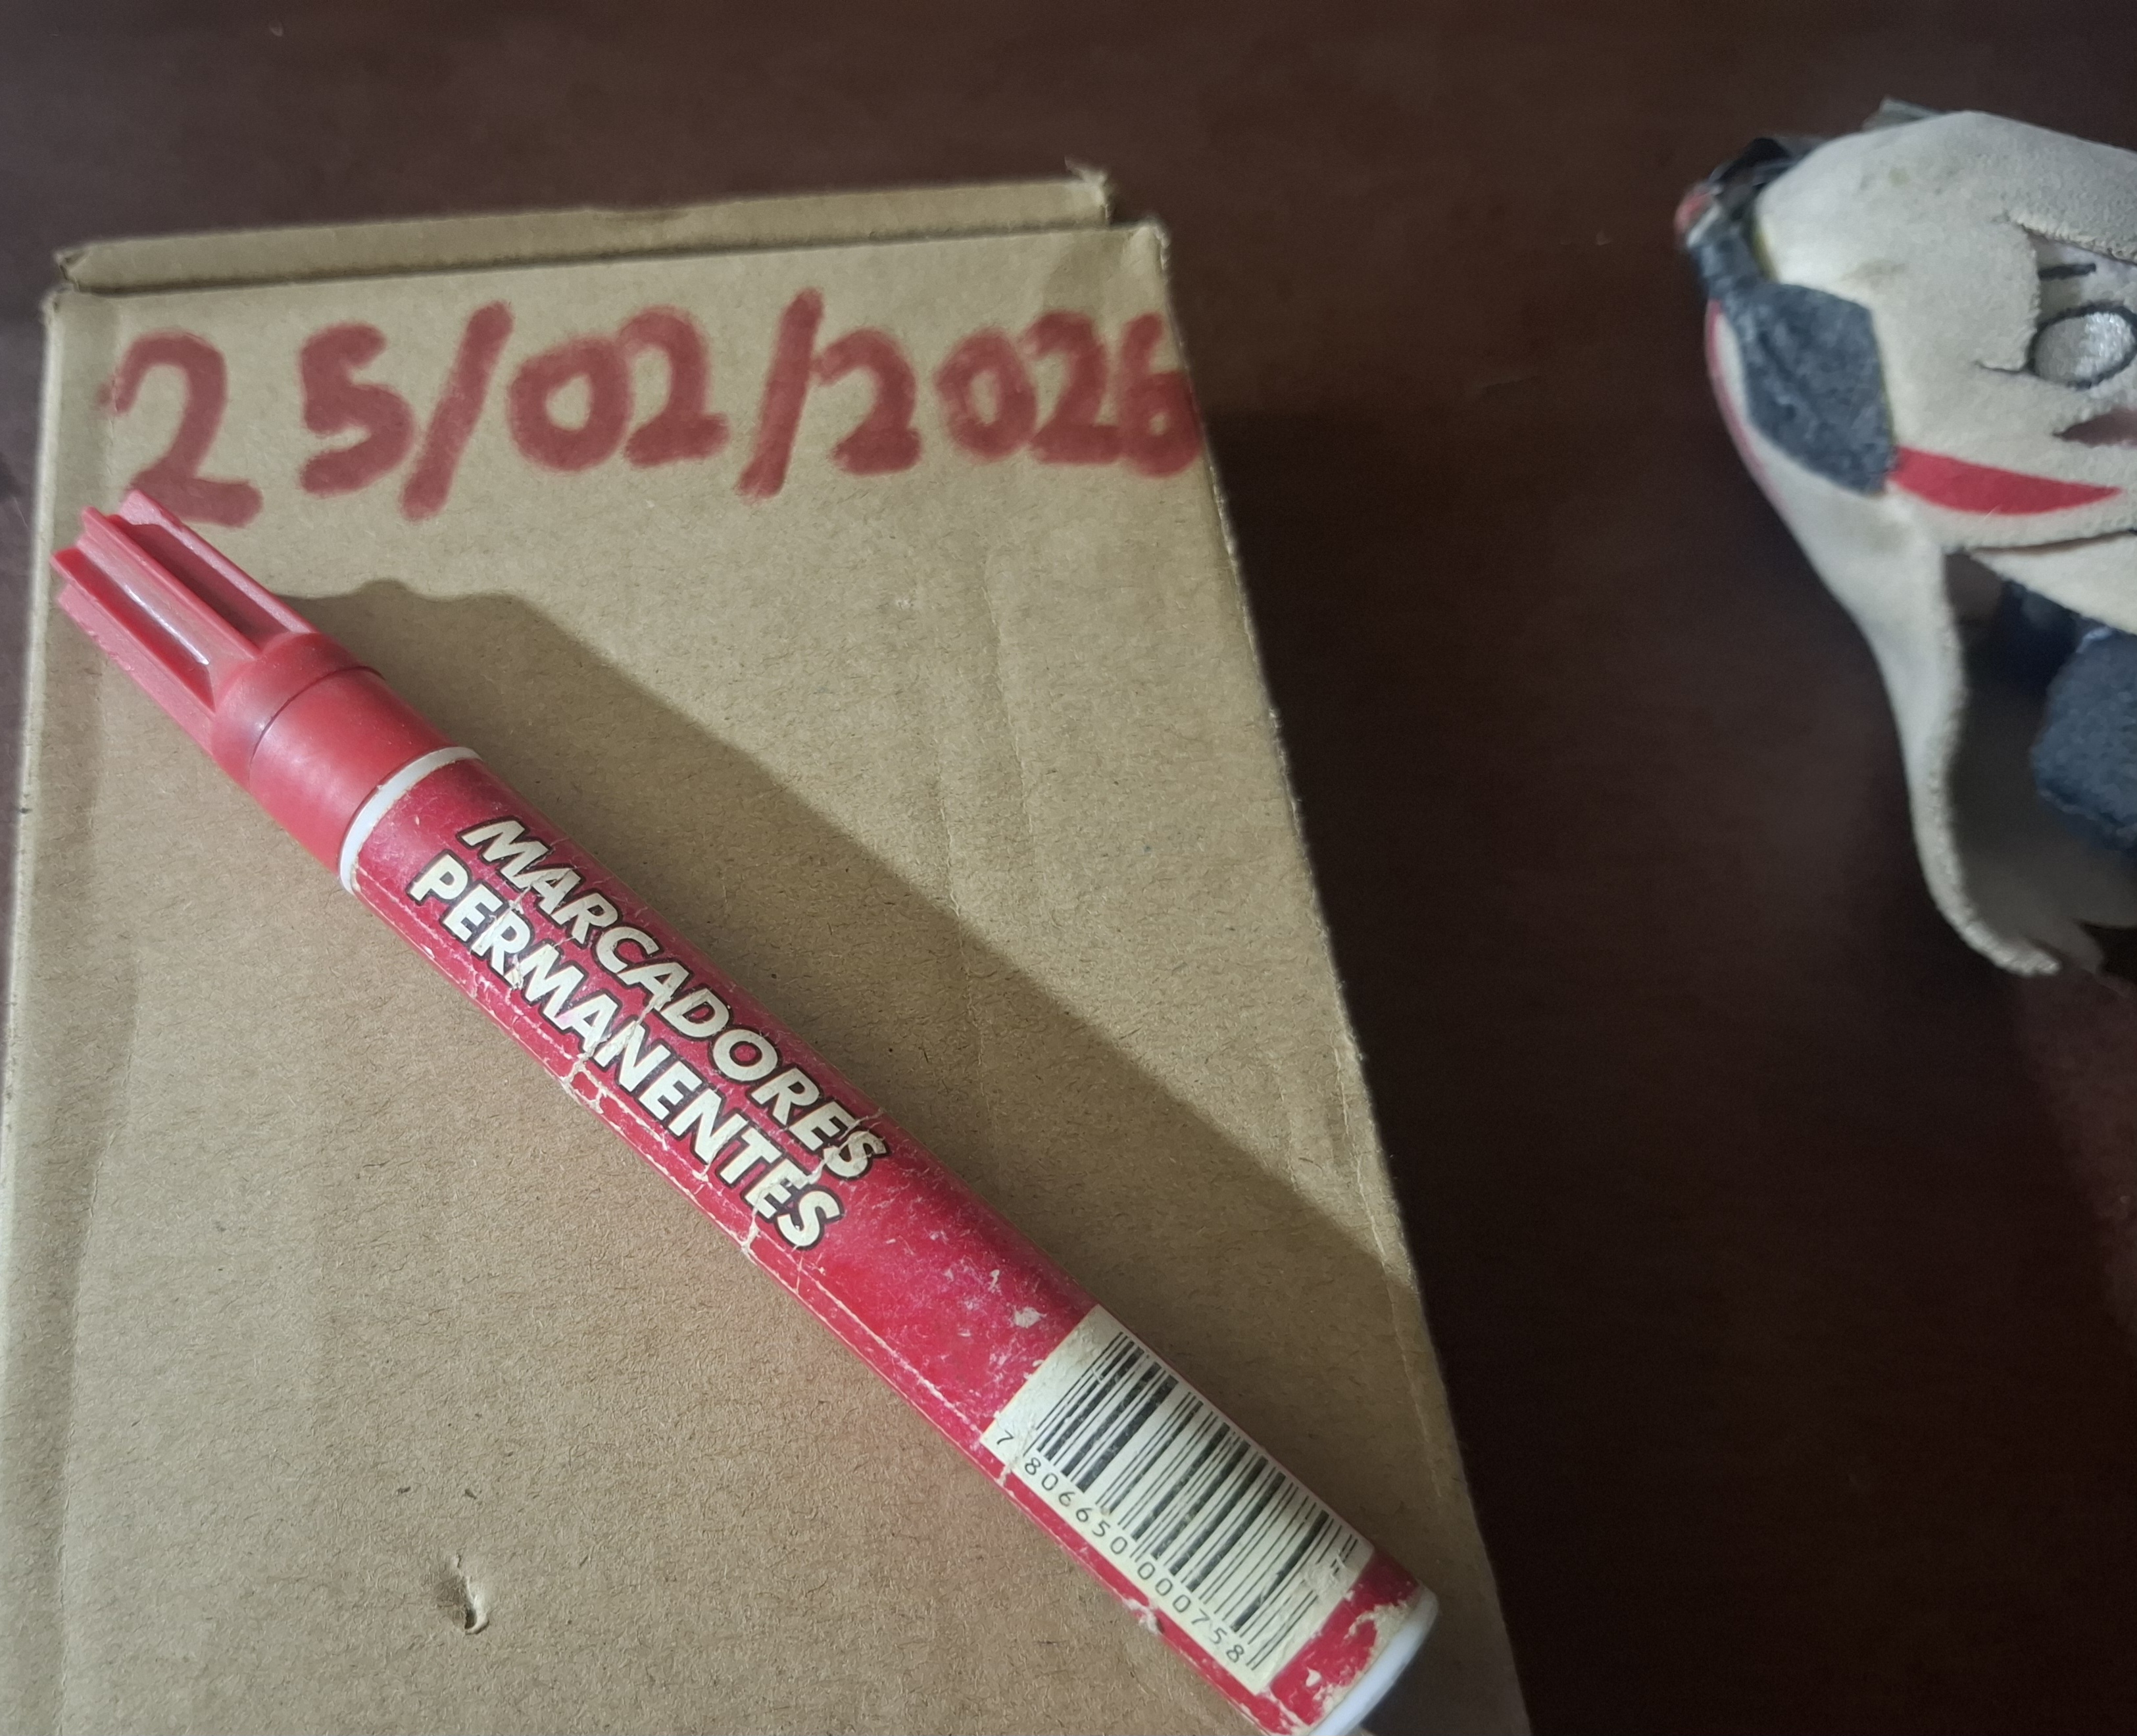 25/02/2026
MARCADORES
PERMANENTES
7 806650 000758